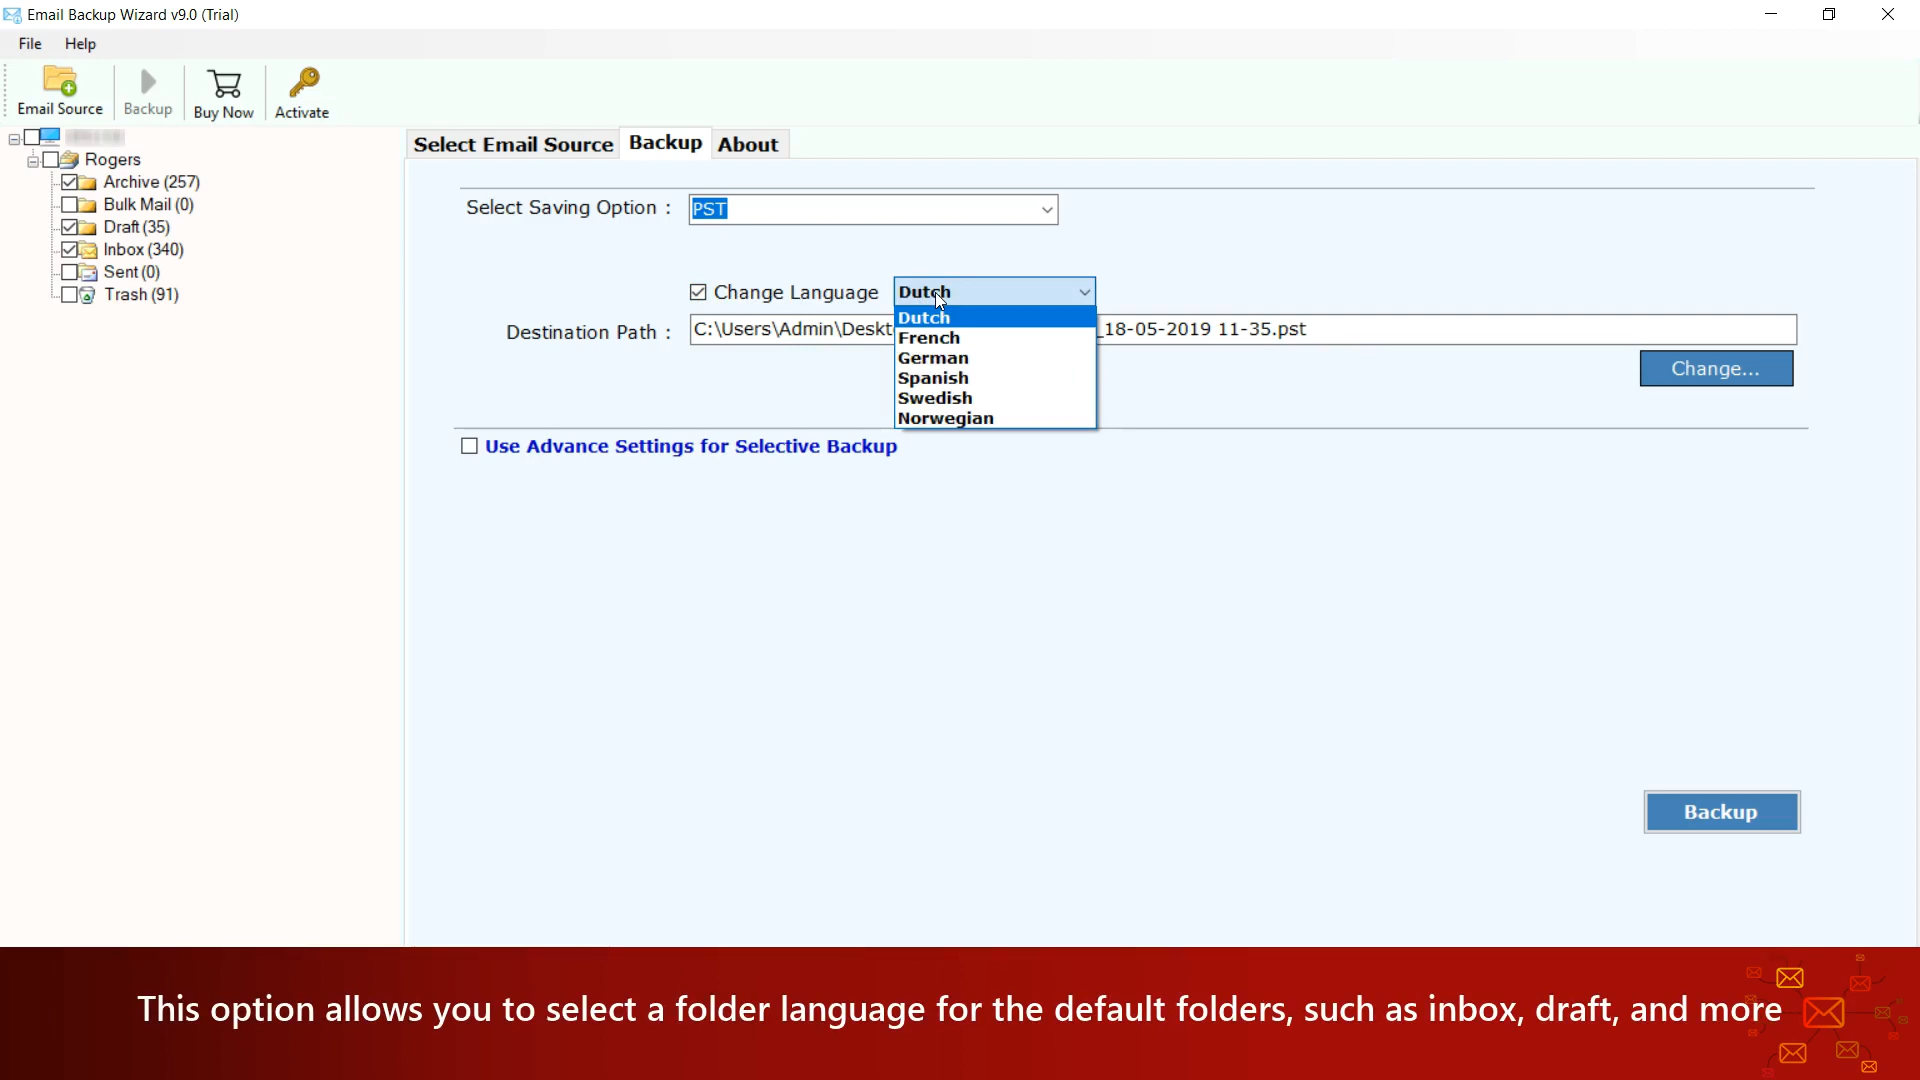 Email Backup Wizard v9.0 (Trial)
File Help
Email Source Backup Buy Now Activate
Rogers
Archive (257)
Bulk Mail (0)
Draft (35)
Inbox (340)
Sent (0)
Trash (91)
Select Email Source Backup About
Select Saving Option : PST
Change Language Dutch
Dutch
French
German
Spanish
Swedish
Norwegian
Destination Path : C:\Users\Admin\Deskt _18-05-2019 11-35.pst
Change...
Use Advance Settings for Selective Backup
Backup
This option allows you to select a folder language for the default folders, such as inbox, draft, and more